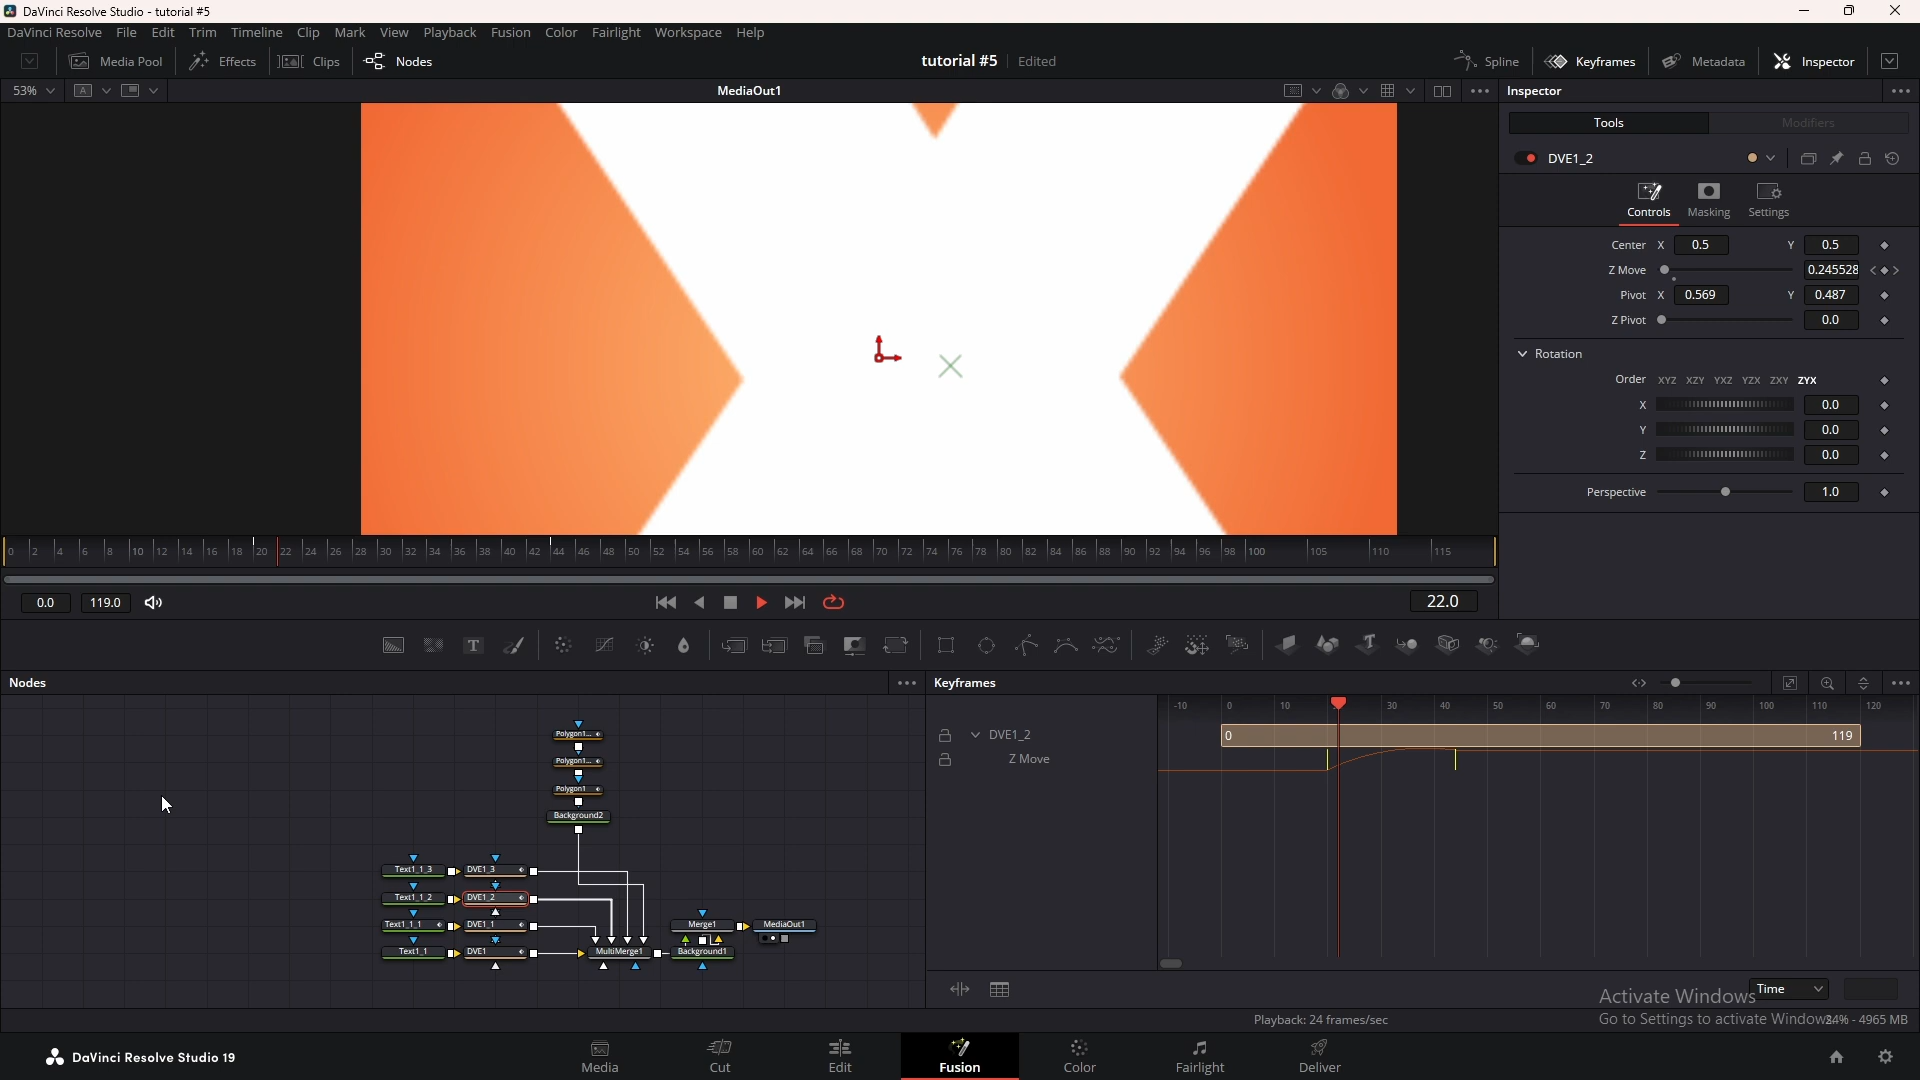 DaVinci Resolve Studio - tutorial #5
DaVinci Resolve File Edit Trim Timeline Clip Mark View Playback Fusion Color Fairlight Workspace Help
Media Pool Effects Clips Nodes tutorial #5 Edited Spline Keyframes Metadata Inspector
53% A MediaOut1 Inspector
Tools Modifiers
DVE1_2
Controls Masking Settings
Center X 0.5 Y 0.5
Z Move 0.245528
Pivot X 0.569 Y 0.487
Z Pivot 0.0
Rotation
Order XYZ XZY YXZ YZX ZXY ZYX
X 0.0
Y 0.0
Z 0.0
Perspective 1.0
0 2 4 6 8 10 12 14 16 18 20 22 24 26 28 30 32 34 36 38 40 42 44 46 48 50 52 54 56 58 60 62 64 66 68 70 72 74 76 78 80 82 84 86 88 90 92 94 96 98 100 105 110 115
0.0 119.0 22.0
T
Nodes Keyframes
-10 0 10 30 40 50 60 70 80 90 100 110 120
DVE1_2 0 119
Z Move
Polygon1...
Polygon1...
Polygon1
Background2
Text1_1_3 DVE1_3
Text1_1_2 DVE1_2
Text1_1_1 DVE1_1 Merge1 MediaOut1
Text1_1 DVE1 MultiMerge1 Background1
Time
Activate Windows
Go to Settings to activate Windows.
Playback: 24 frames/sec 24% - 4965 MB
DaVinci Resolve Studio 19 Media Cut Edit Fusion Color Fairlight Deliver